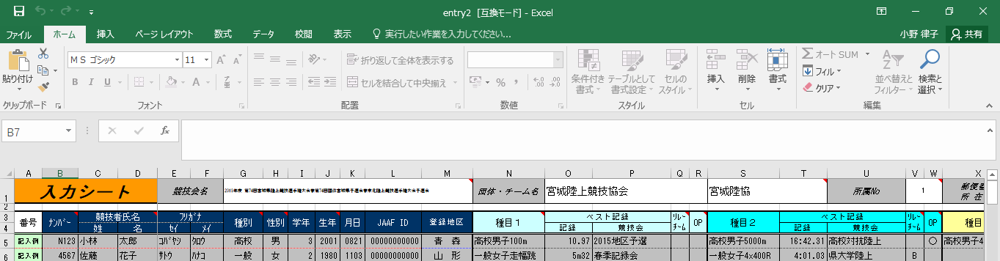 entry2 [互換モード] - Excel
ファイル ホーム 挿入 ページ レイアウト 数式 データ 校閲 表示 実行したい作業を入力してください... 小野 律子 共有
貼り付け ＭＳ ゴシック 11 折り返して全体を表示する 条件付き書式 テーブルとして書式設定 セルのスタイル 挿入 削除 書式 オート SUM 並べ替えとフィルター 検索と選択
B I U セルを結合して中央揃え % フィル
クリア
クリップボード フォント 配置 数値 スタイル セル 編集
B7 fx
A B C D E F G H I J K L M N O P Q R S T U V W X
1 入力シート 競技会名 団体・チーム名 宮城陸上競技協会 宮城陸協 所属No 1
2
3 番号 ﾅﾝﾊﾞｰ 競技者氏名 ﾌﾘｶﾞﾅ 種別 性別 学年 生年 月日 JAAF ID 登録地区 種目１ ベスト記録 ﾘﾚｰﾁｰﾑ OP 種目２ ベスト記録 ﾘﾚｰﾁｰﾑ OP 種目
4 姓 名 ｾｲ ﾒｲ 記録 競技会 記録 競技会
5 記入例 N123 小林 太郎 ｺﾊﾞﾔｼ ﾀﾛｳ 高校 男 3 2001 0821 00000000000 青 森 高校男子100m 10.97 2015地区予選 高校男子5000m 16:42.31 高校対抗陸上 〇 高校男子4
6 記入例 4567 佐藤 花子 ｻﾄｳ ﾊﾅｺ 一般 女 2 1980 1103 00000000000 山 形 一般女子走幅跳 5m32 春季記録会 一般女子4x400R 4:01.03 県大学陸上 B